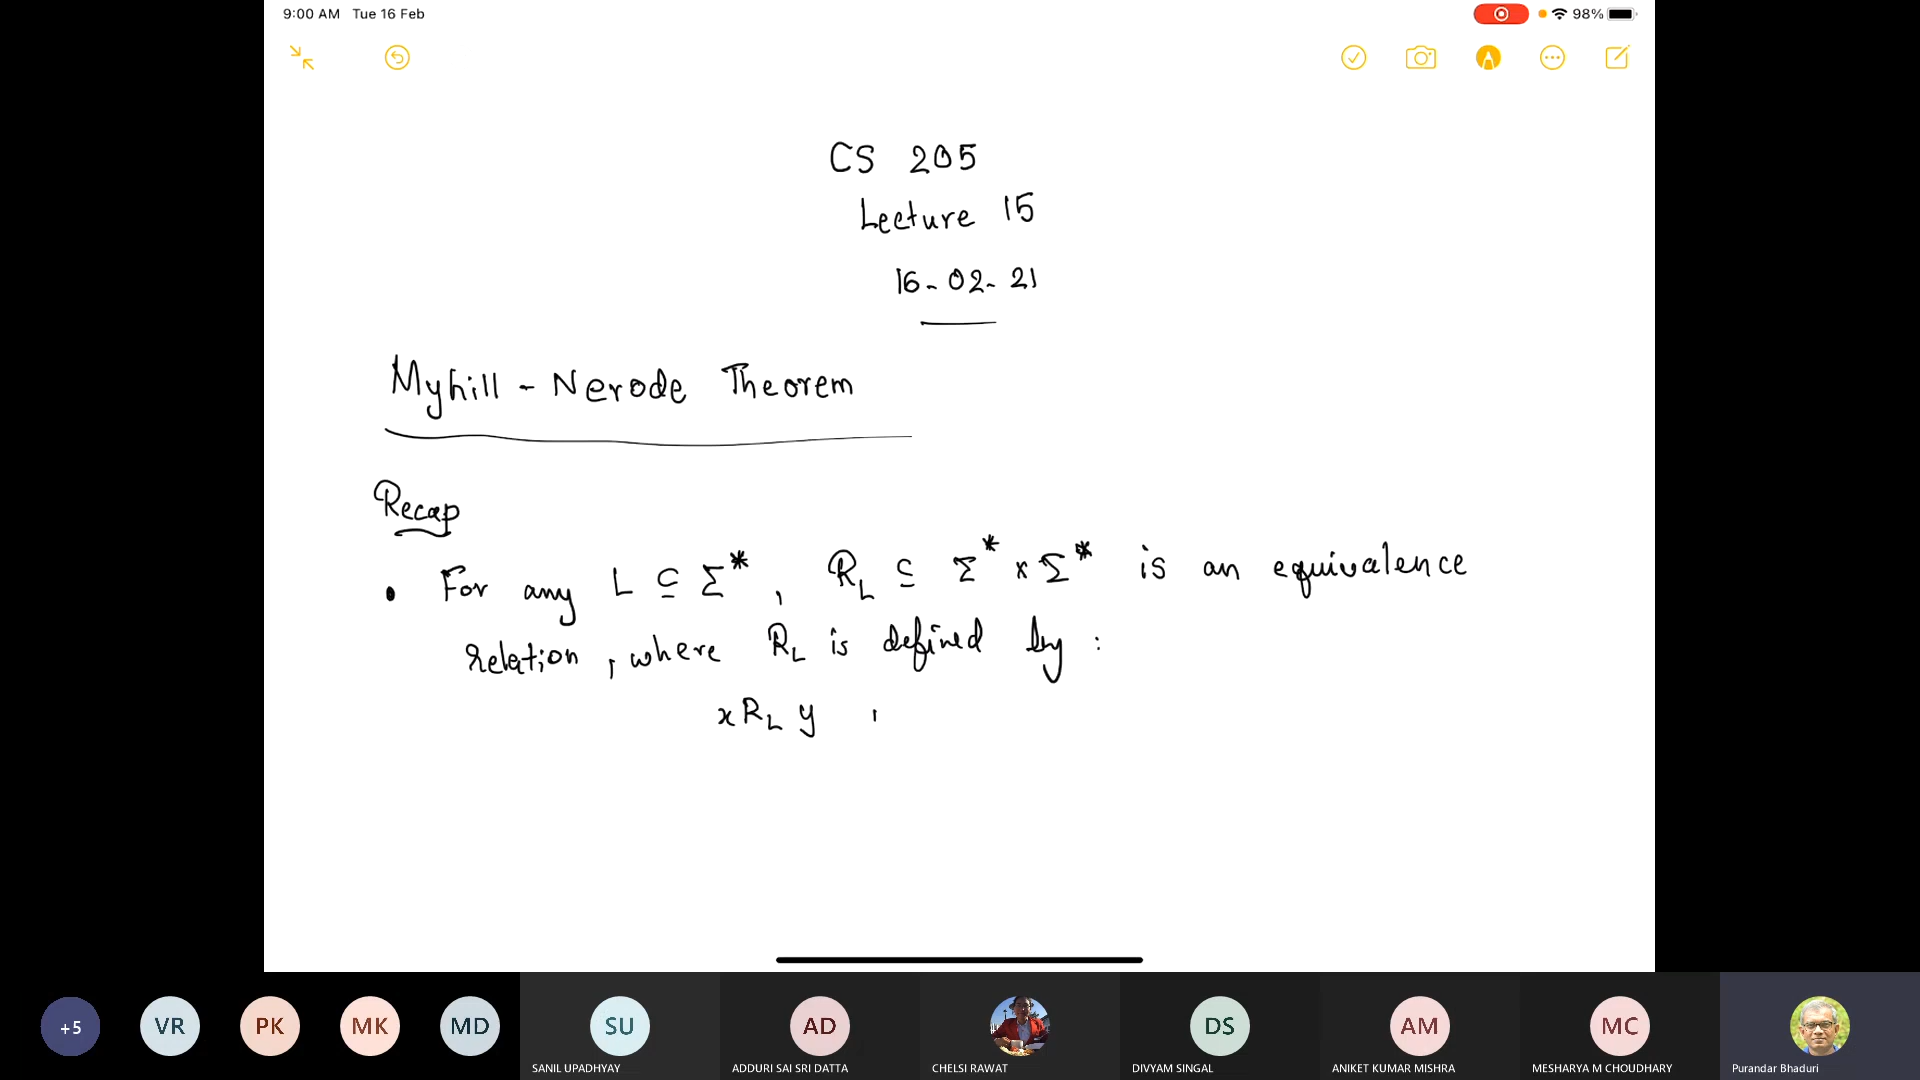 9:00 AM Tue 16 Feb 98%
CS 205
Lecture 15
16-02-21
Myhill-Nerode Theorem
Recap
• For any L ⊆ Σ*, R_L ⊆ Σ* × Σ* is an equivalence
relation, where R_L is defined by :
x R_L y
+5 VR PK MK MD SU AD DS AM MC
SANIL UPADHYAY ADDURI SAI SRI DATTA CHELSI RAWAT DIVYAM SINGAL ANIKET KUMAR MISHRA MESHARYA M CHOUDHARY Purandar Bhaduri